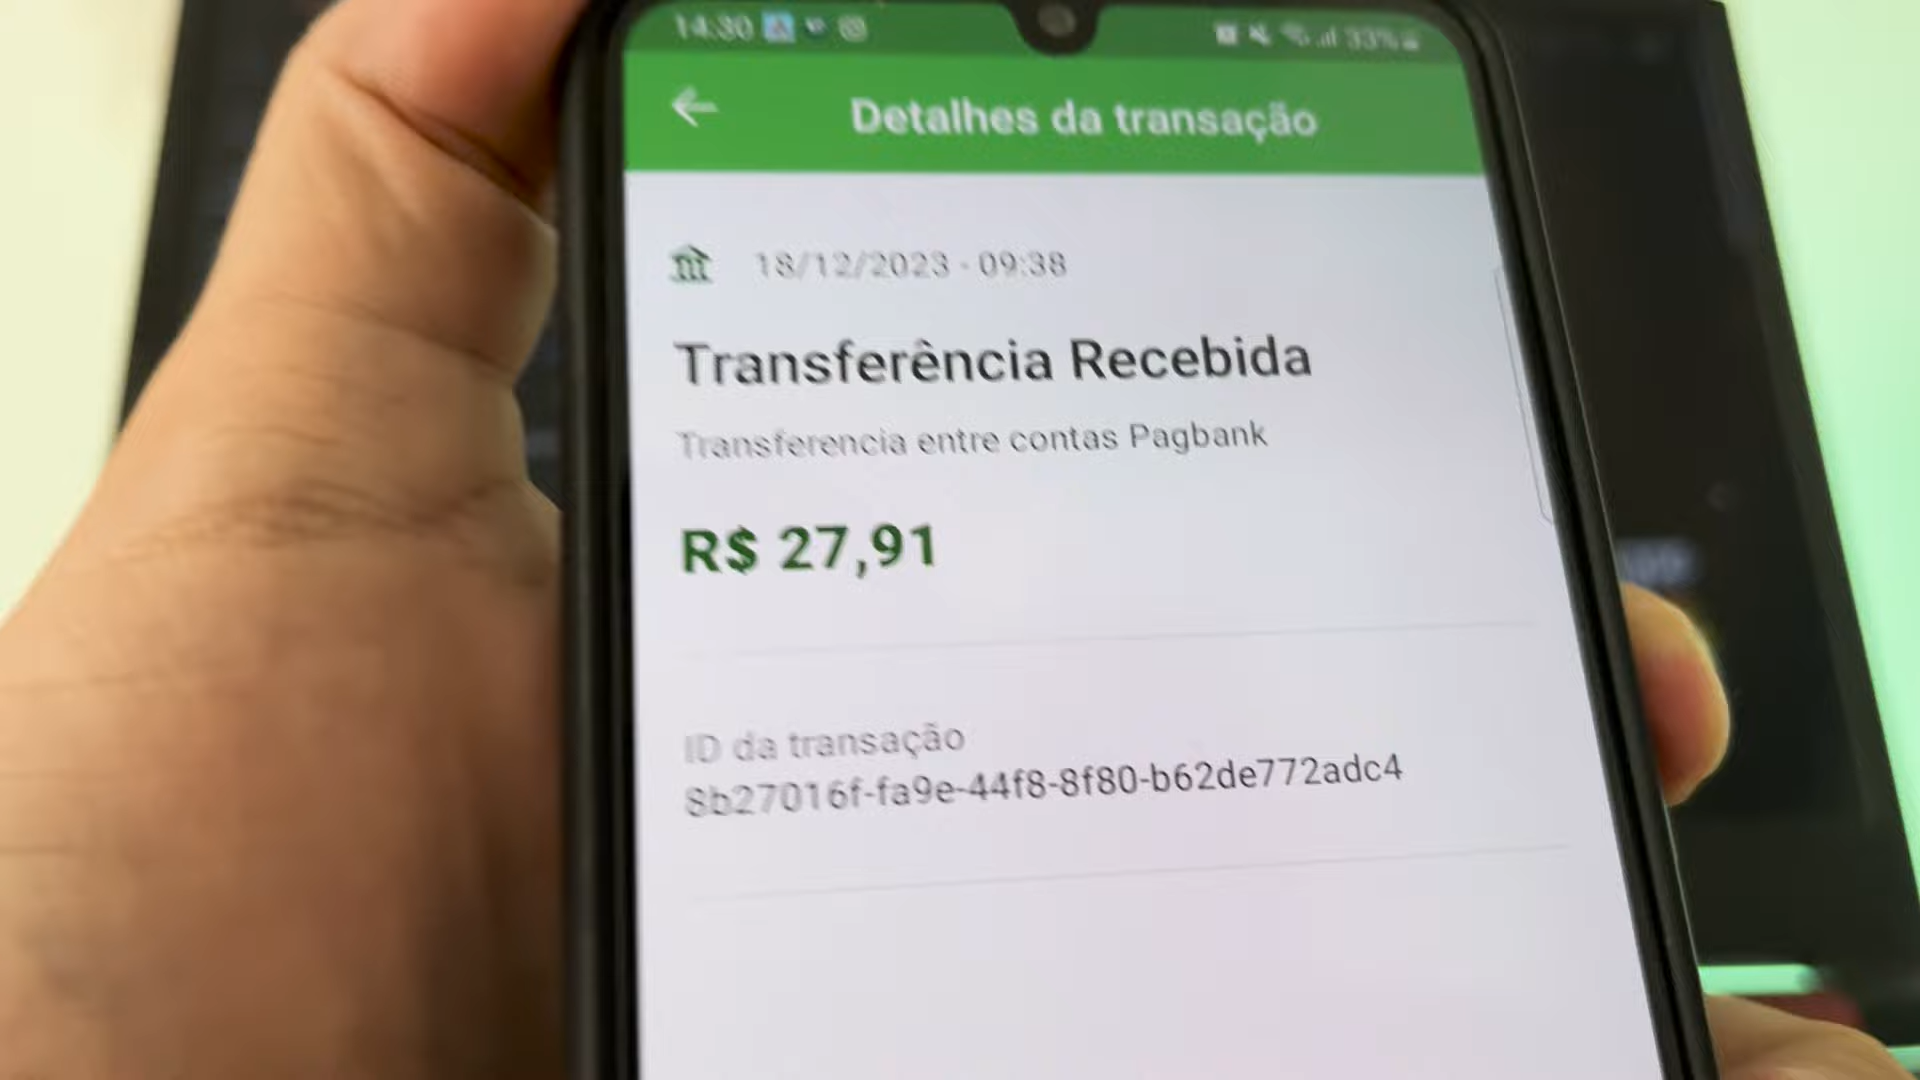 14:30 33%
Detalhes da transação
18/12/2023 - 09:38
Transferência Recebida
Transferencia entre contas Pagbank
R$ 27,91
ID da transação
8b27016f-fa9e-44f8-8f80-b62de772adc4